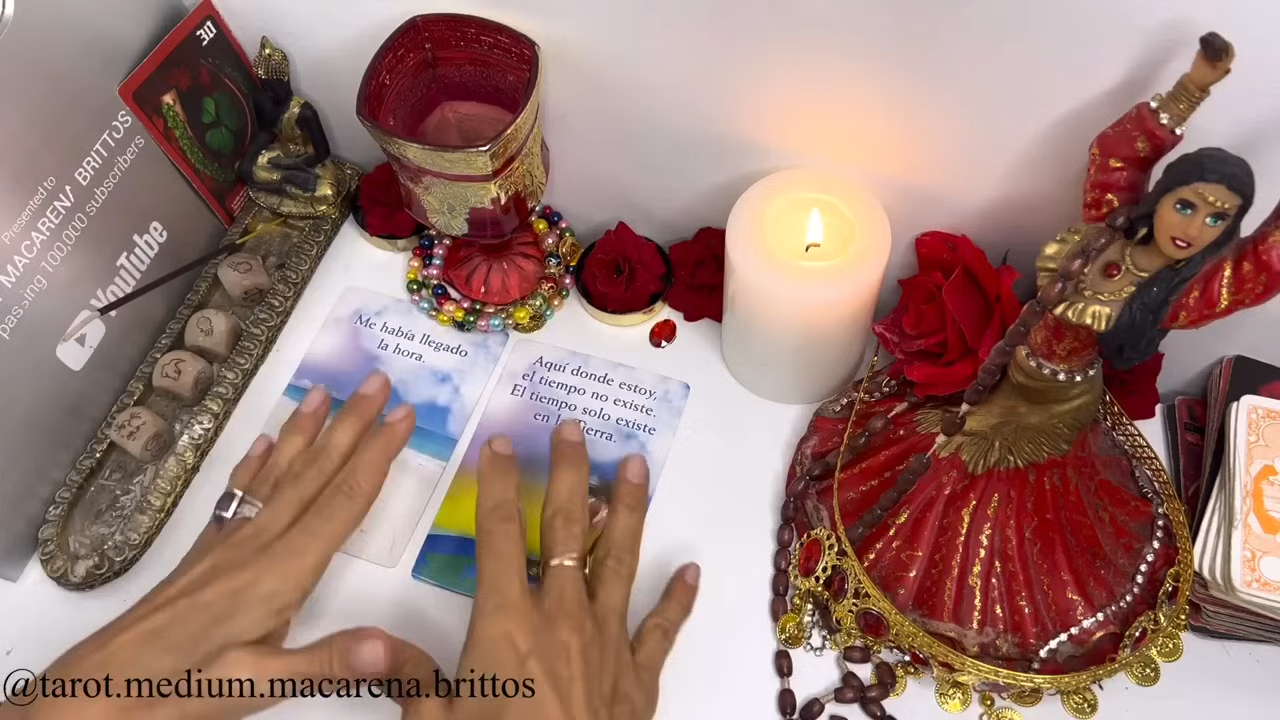 Presented to
MACARENA BRITTOS
passing 100,000 subscribers
YouTube
Me había llegado
la hora.
Aquí donde estoy,
el tiempo no existe.
El tiempo solo existe
en la Tierra.
@tarot.medium.macarena.brittos